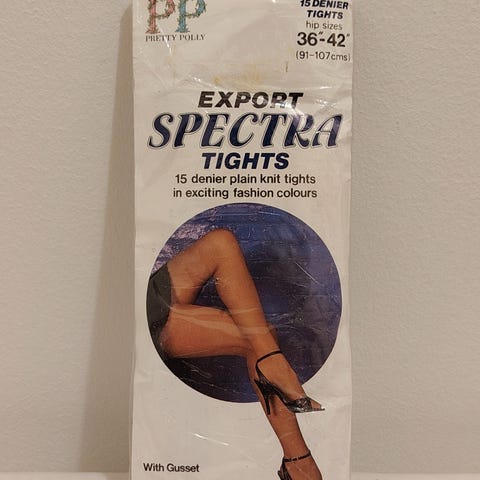 PP
PRETTY POLLY
15 DENIER
TIGHTS
hip sizes
36"-42"
(91-107cms)
EXPORT
SPECTRA
TIGHTS
15 denier plain knit tights
in exciting fashion colours
With Gusset